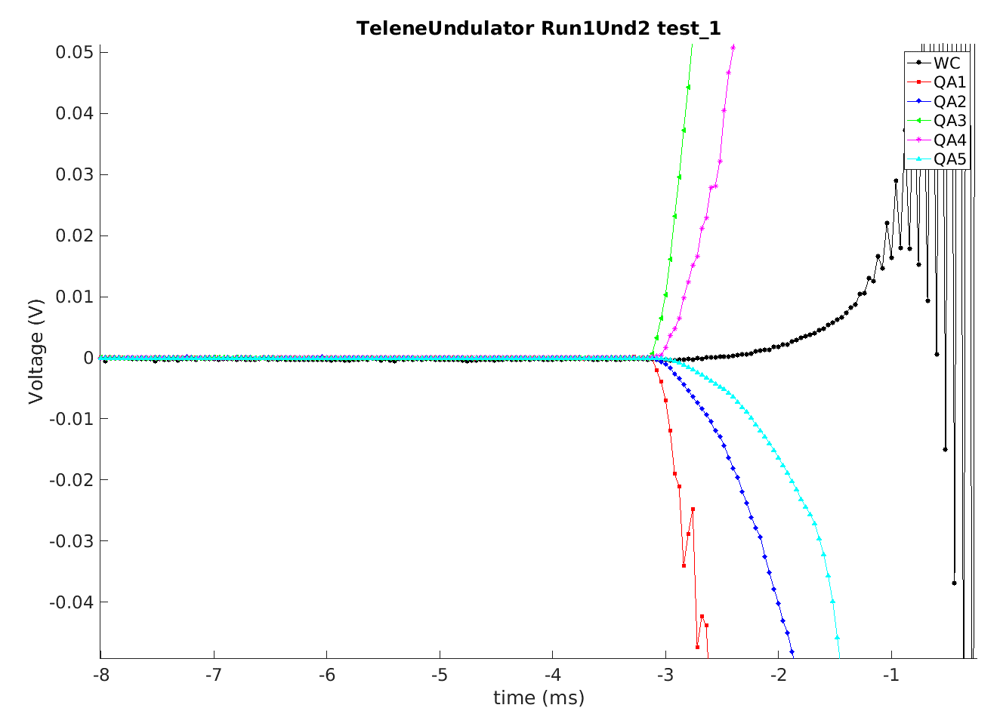 TeleneUndulator Run1Und2 test_1
0.05
0.04
0.03
0.02
0.01
0
-0.01
-0.02
-0.03
-0.04
Voltage (V)
-8 -7 -6 -5 -4 -3 -2 -1
time (ms)
WC
QA1
QA2
QA3
QA4
QA5